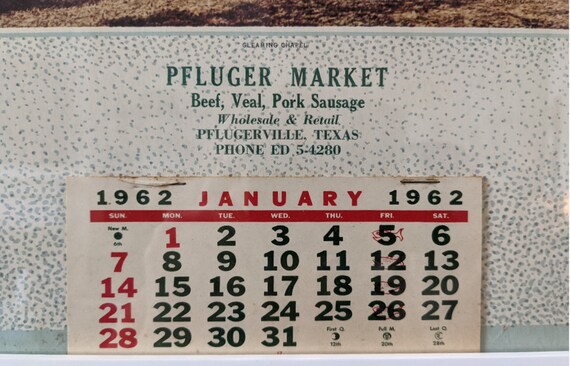 GLEAMING CHAPEL
PFLUGER MARKET
Beef, Veal, Pork Sausage
Wholesale & Retail
PFLUGERVILLE, TEXAS
PHONE ED 5-4280
1962 JANUARY 1962
SUN. MON. TUE. WED. THU. FRI. SAT.
New M. 6th 1 2 3 4 5 6
7 8 9 10 11 12 13
14 15 16 17 18 19 20
21 22 23 24 25 26 27
28 29 30 31 First Q. 12th Full M. 20th Last Q. 28th